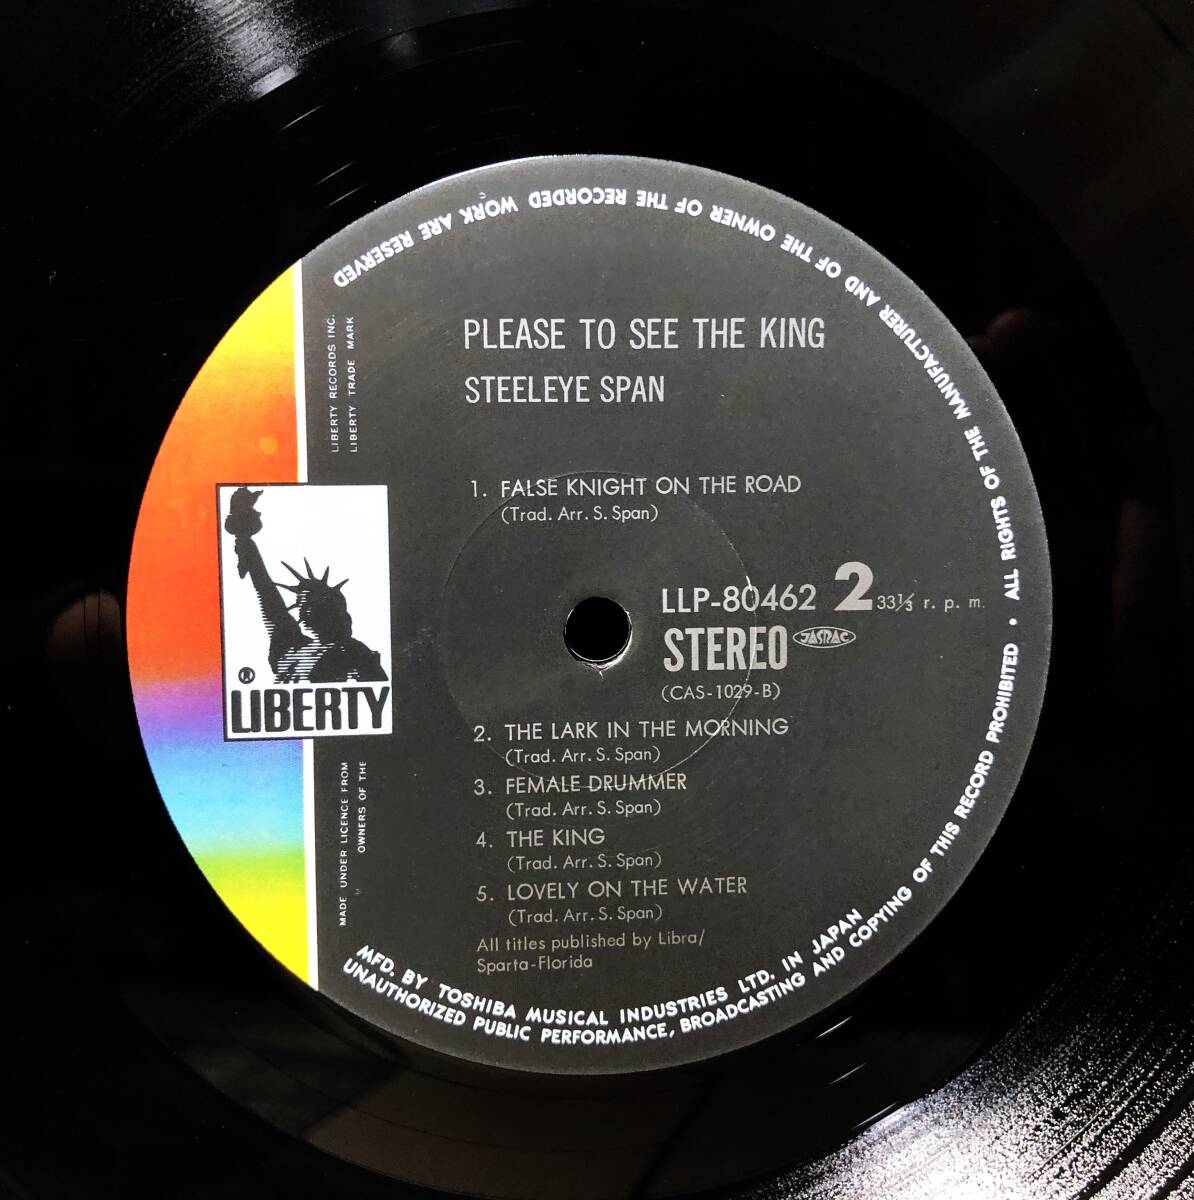 PLEASE TO SEE THE KING
STEELEYE SPAN
1. FALSE KNIGHT ON THE ROAD
(Trad. Arr. S. Span)
LLP-80462 2 33⅓ r. p. m.
STEREO JASRAC
(CAS-1029-B)
2. THE LARK IN THE MORNING
(Trad. Arr. S. Span)
3. FEMALE DRUMMER
(Trad. Arr. S. Span)
4. THE KING
(Trad. Arr. S. Span)
5. LOVELY ON THE WATER
(Trad. Arr. S. Span)
All titles published by Libra/
Sparta-Florida
LIBERTY RECORDS INC.
LIBERTY TRADE MARK
® LIBERTY
MADE UNDER LICENCE FROM
OWNERS OF THE
MFD. BY TOSHIBA MUSICAL INDUSTRIES LTD. IN JAPAN
UNAUTHORIZED PUBLIC PERFORMANCE, BROADCASTING AND COPYING OF THIS RECORD PROHIBITED • ALL RIGHTS OF THE MANUFACTURER AND OF THE OWNER OF THE RECORDED WORK ARE RESERVED